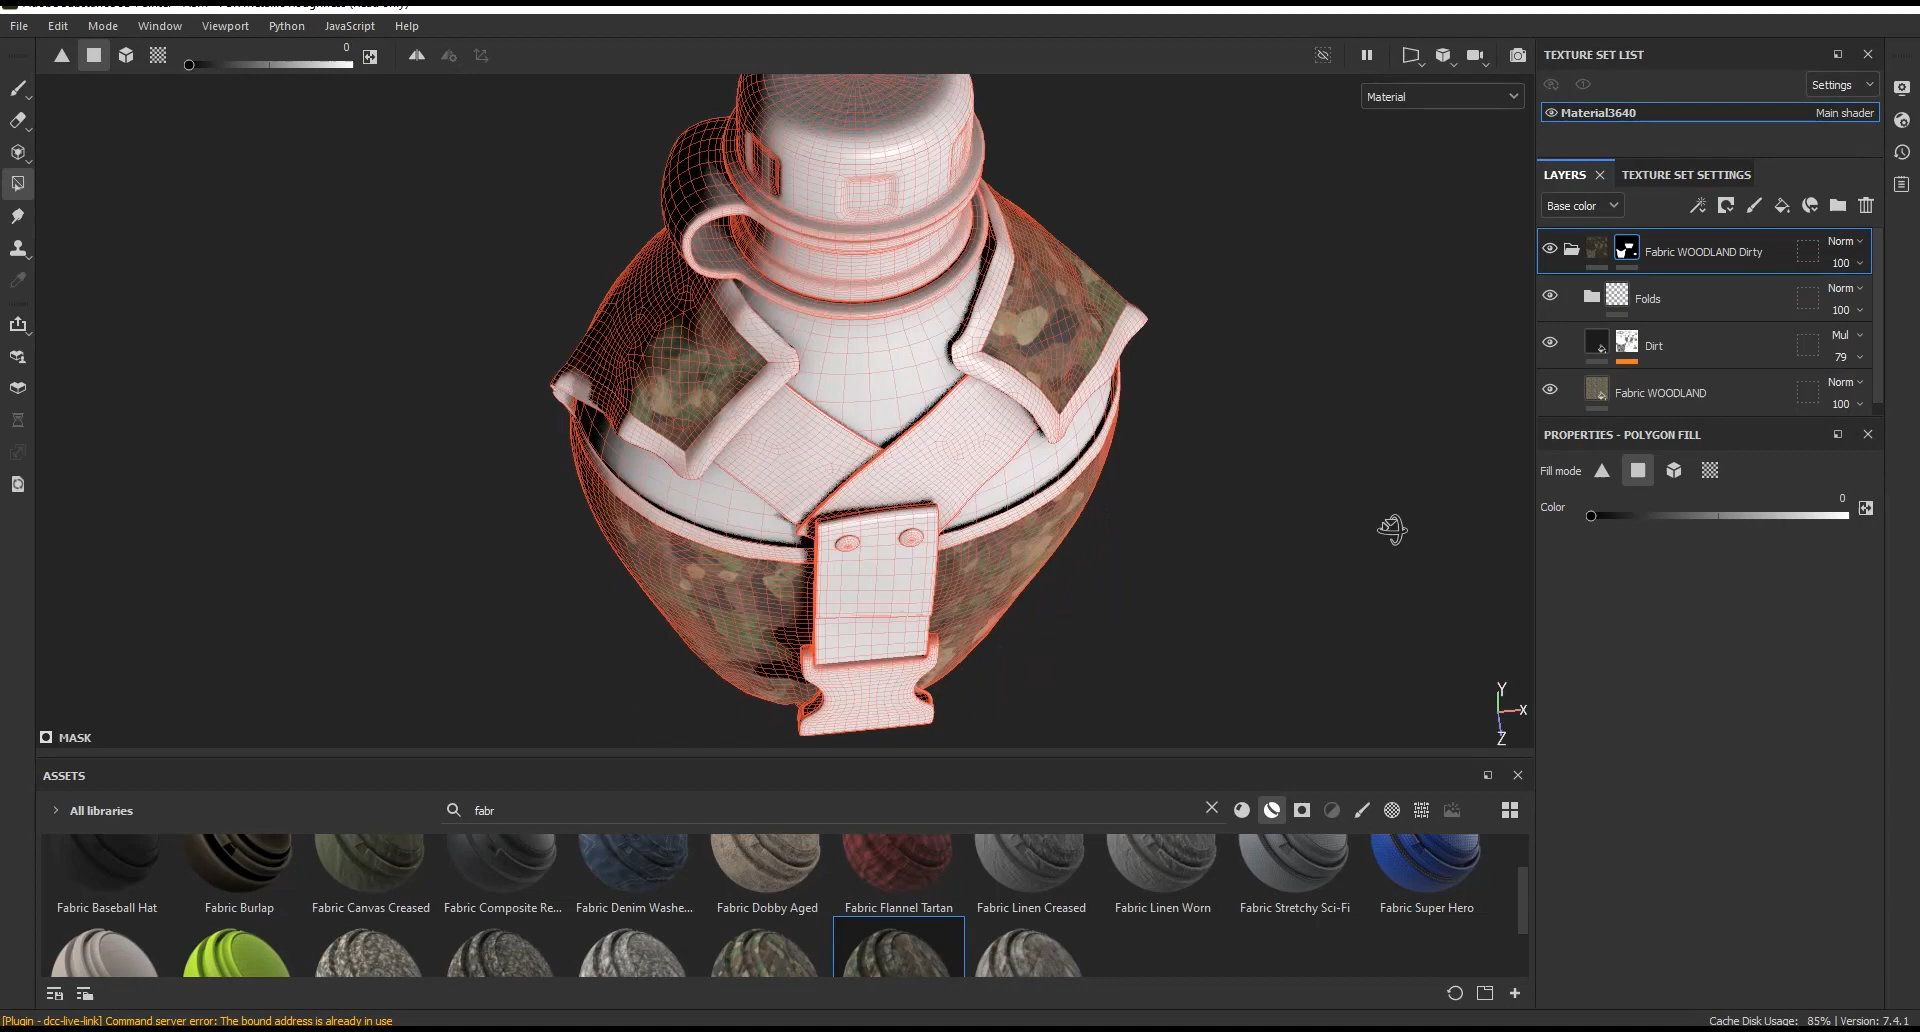 File Edit Mode Window Viewport Python JavaScript Help
0
Material
TEXTURE SET LIST
Settings
Material3640 Main shader
LAYERS TEXTURE SET SETTINGS
Base color
Fabric WOODLAND Dirty Norm
100
Folds Norm
100
Dirt Mul
79
Fabric WOODLAND Norm
100
PROPERTIES - POLYGON FILL
Fill mode
Color 0
Y
X
Z
MASK
ASSETS
All libraries fabr
Fabric Baseball Hat Fabric Burlap Fabric Canvas Creased Fabric Composite Re... Fabric Denim Washe... Fabric Dobby Aged Fabric Flannel Tartan Fabric Linen Creased Fabric Linen Worn Fabric Stretchy Sci-Fi Fabric Super Hero
[Plugin - dcc-live-link] Command server error: The bound address is already in use
Cache Disk Usage: 85% | Version: 7.4.1